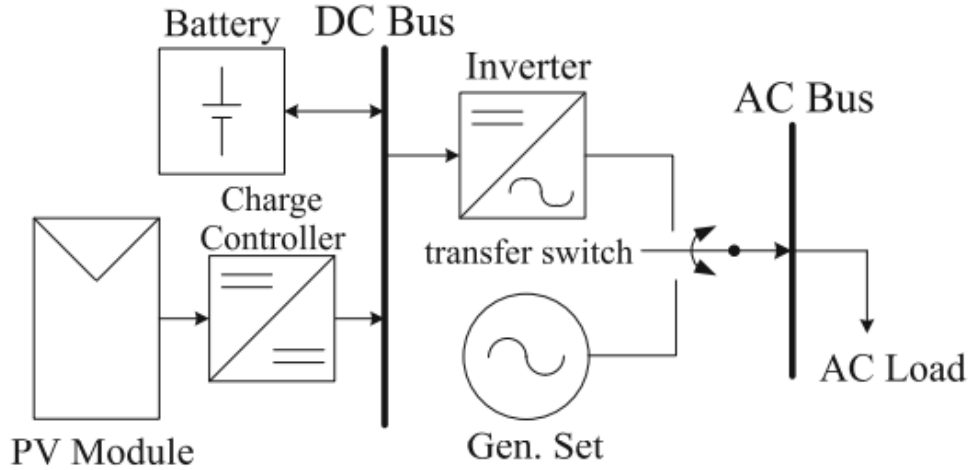 Battery
DC Bus
Inverter
AC Bus
Charge
Controller
transfer switch
AC Load
PV Module
Gen. Set